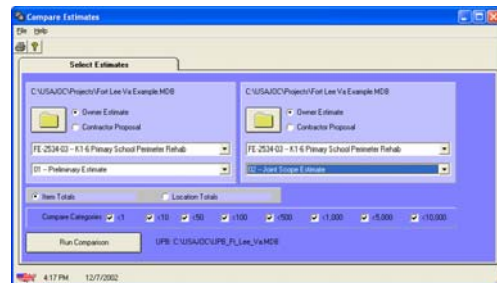 Compare Estimates
File Help
Select Estimates
C:\USAJOC\Projects\Fort Lee Va Example.MDB
Owner Estimate
Contractor Proposal
FE-2534-03 - K1-6 Primary School Perimeter Rehab
01 - Preliminary Estimate
C:\USAJOC\Projects\Fort Lee Va Example.MDB
Owner Estimate
Contractor Proposal
FE-2534-03 - K1-6 Primary School Perimeter Rehab
02 - Joint Scope Estimate
Item Totals Location Totals
Compare Categories <1 <10 <50 <100 <500 <1,000 <5,000 <10,000
Run Comparison UPB: C:\USAJOC\UPB_Ft_Lee_Va.MDB
4:17 PM 12/7/2002